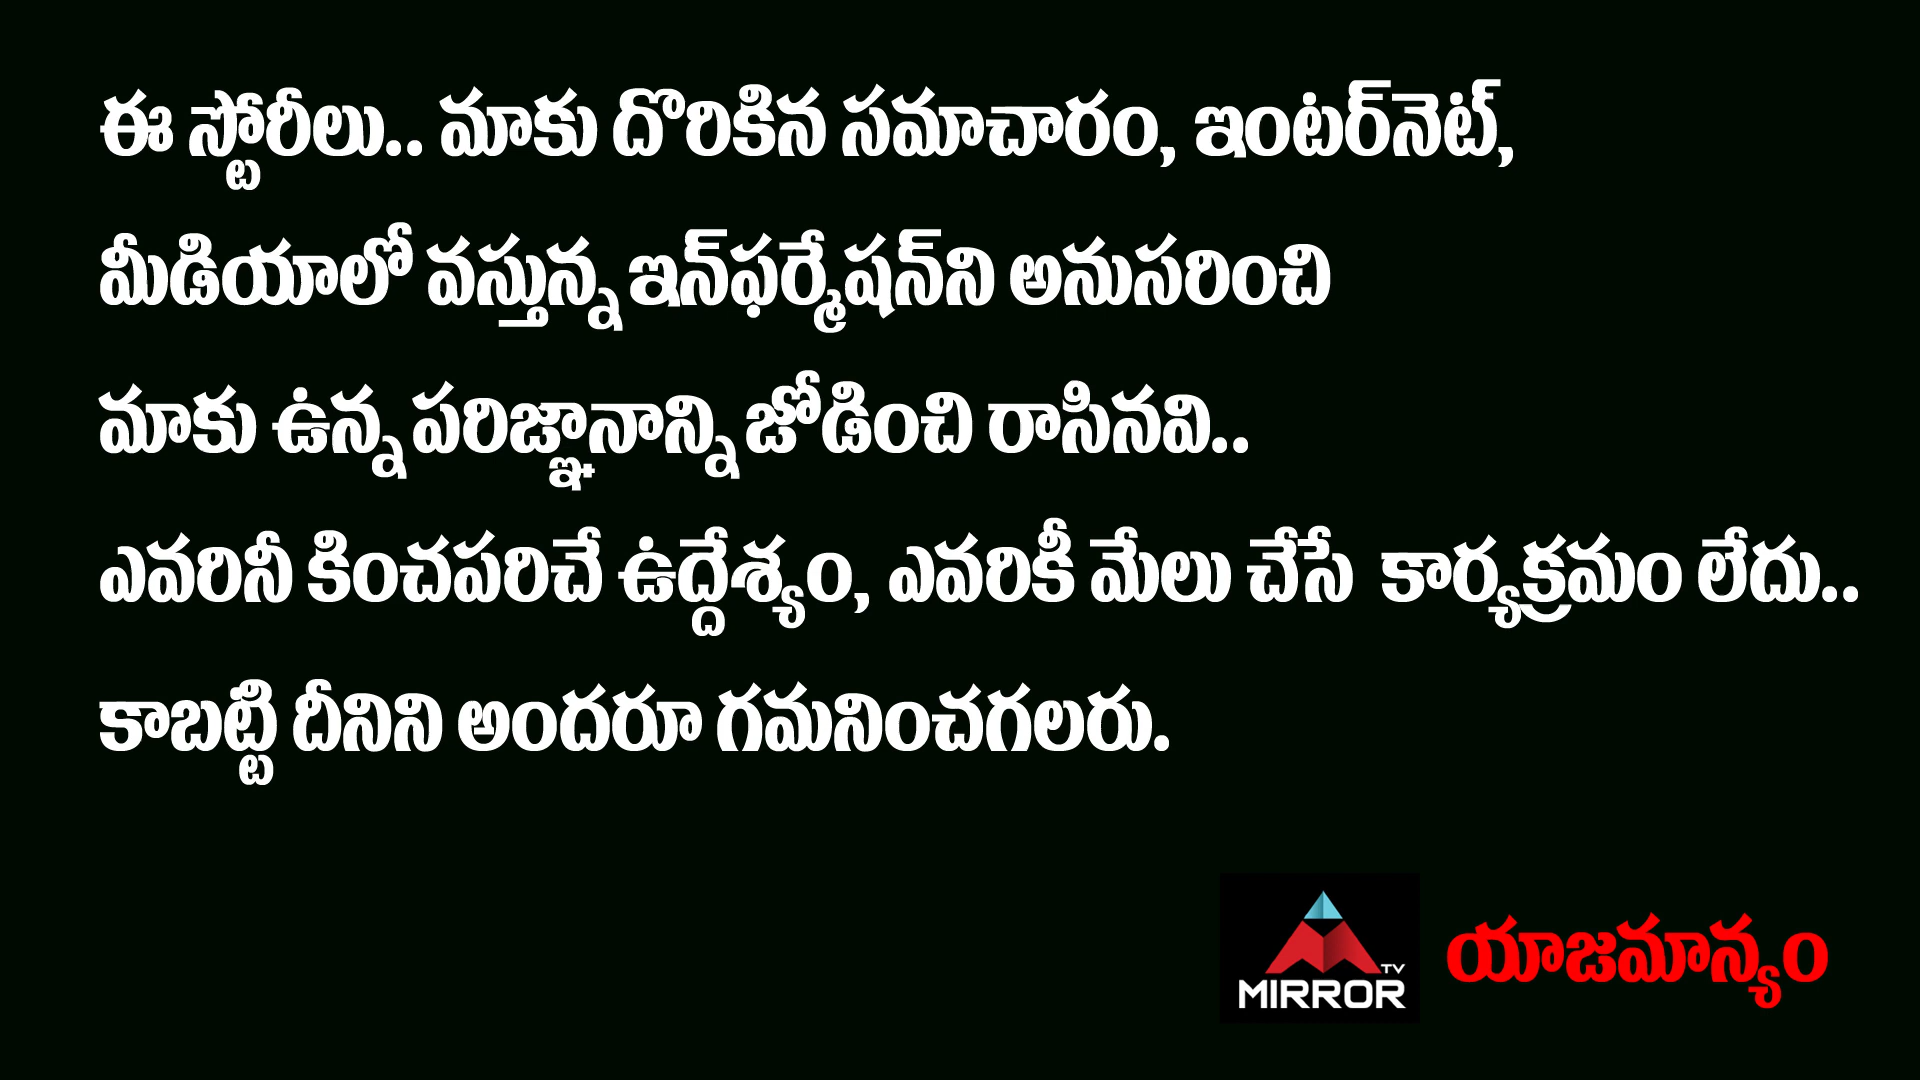 ఈ స్టోరీలు.. మాకు దొరికిన సమాచారం, ఇంటర్‌నెట్,
మీడియాలో వస్తున్న ఇన్‌ఫర్మేషన్‌ని అనుసరించి
మాకు ఉన్న పరిజ్ఞానాన్ని జోడించి రాసినవి..
ఎవరినీ కించపరిచే ఉద్దేశ్యం, ఎవరికీ మేలు చేసే కార్యక్రమం లేదు..
కాబట్టి దీనిని అందరూ గమనించగలరు.
TV
MIRROR
యాజమాన్యం